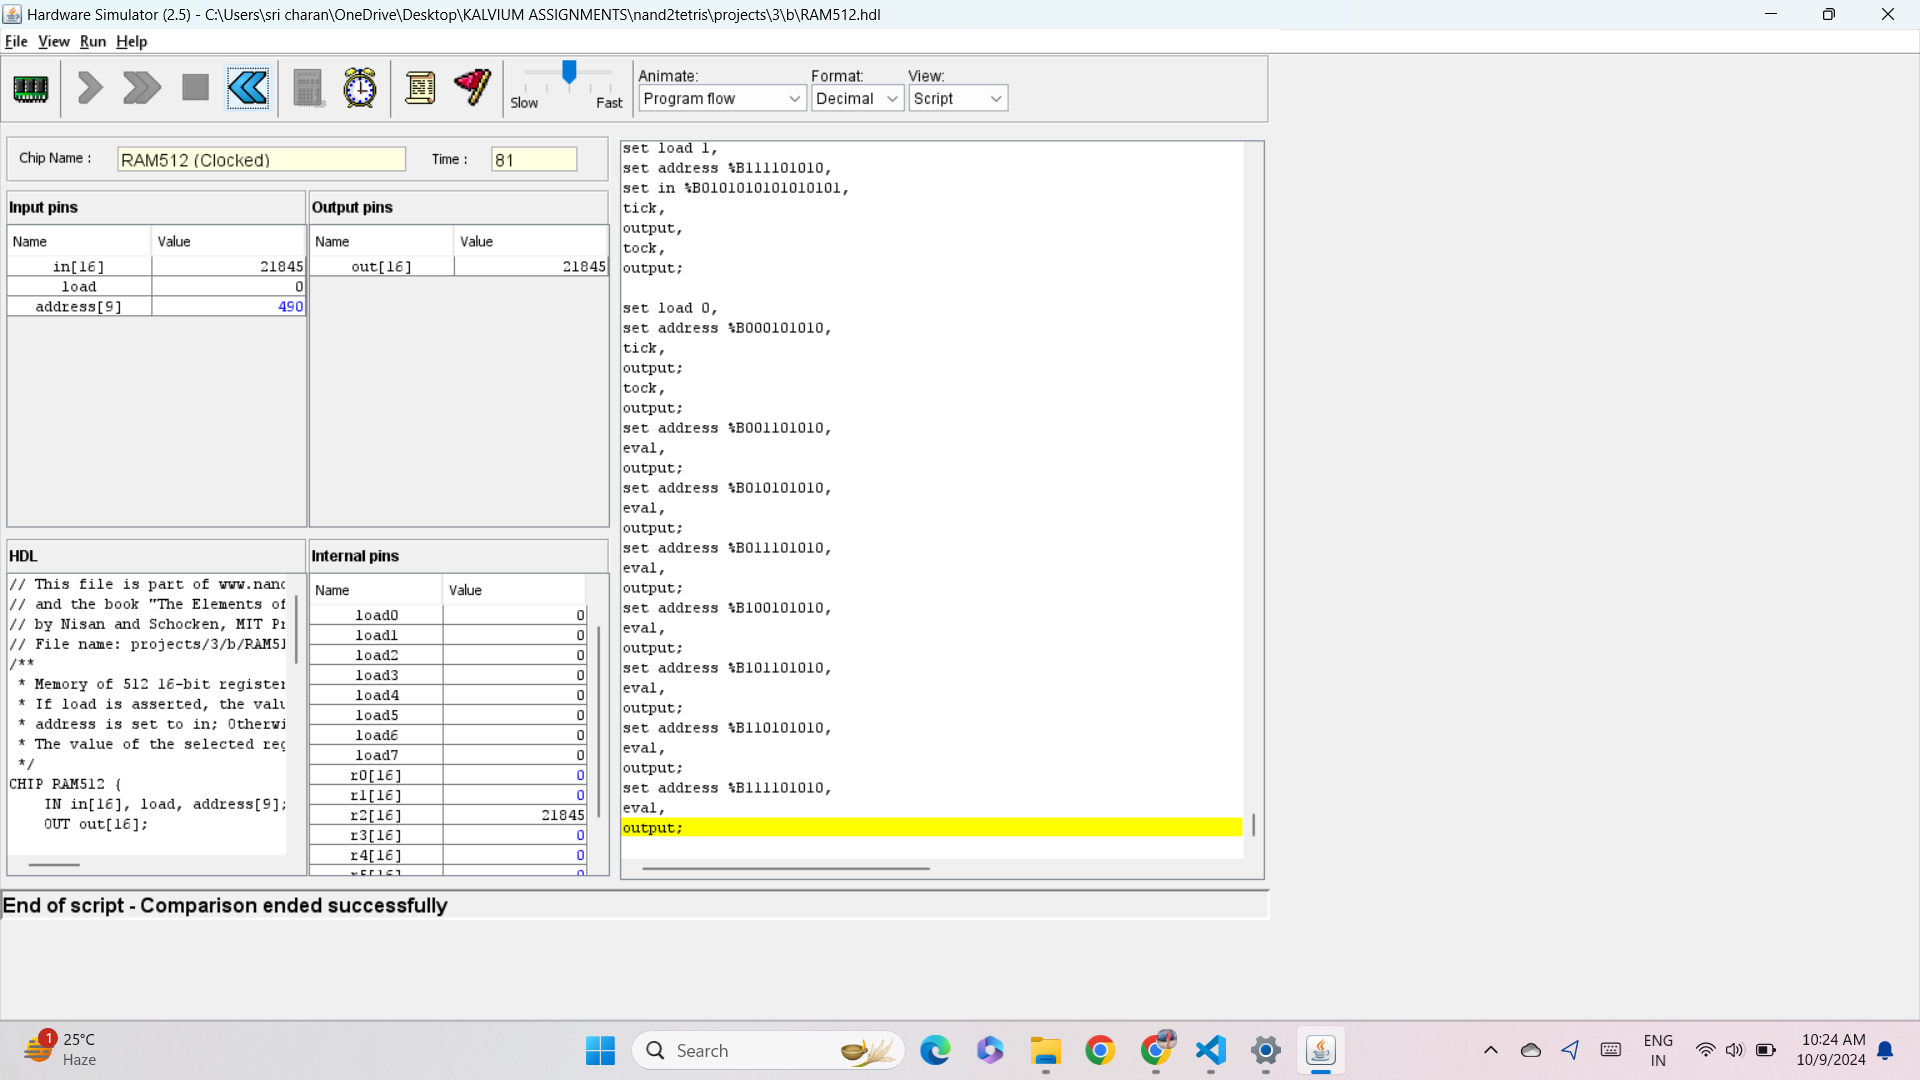 Hardware Simulator (2.5) - C:\Users\sri charan\OneDrive\Desktop\KALVIUM ASSIGNMENTS\nand2tetris\projects\3\b\RAM512.hdl
File View Run Help
Slow Fast
Animate: Format: View:
Program flow Decimal Script
Chip Name : RAM512 (Clocked) Time : 81
Input pins
Name Value
in[16] 21845
load 0
address[9] 490
Output pins
Name Value
out[16] 21845
HDL
// This file is part of www.nand
// and the book "The Elements of
// by Nisan and Schocken, MIT Pr
// File name: projects/3/b/RAM51
/**
* Memory of 512 16-bit register
* If load is asserted, the valu
* address is set to in; Otherwi
* The value of the selected reg
*/
CHIP RAM512 {
IN in[16], load, address[9];
OUT out[16];
Internal pins
Name Value
load0 0
load1 0
load2 0
load3 0
load4 0
load5 0
load6 0
load7 0
r0[16] 0
r1[16] 0
r2[16] 21845
r3[16] 0
r4[16] 0
r5[16] 0
set load 1,
set address %B111101010,
set in %B0101010101010101,
tick,
output,
tock,
output;
set load 0,
set address %B000101010,
tick,
output;
tock,
output;
set address %B001101010,
eval,
output;
set address %B010101010,
eval,
output;
set address %B011101010,
eval,
output;
set address %B100101010,
eval,
output;
set address %B101101010,
eval,
output;
set address %B110101010,
eval,
output;
set address %B111101010,
eval,
output;
End of script - Comparison ended successfully
1
25°C
Haze
Search
ENG
IN
10:24 AM
10/9/2024